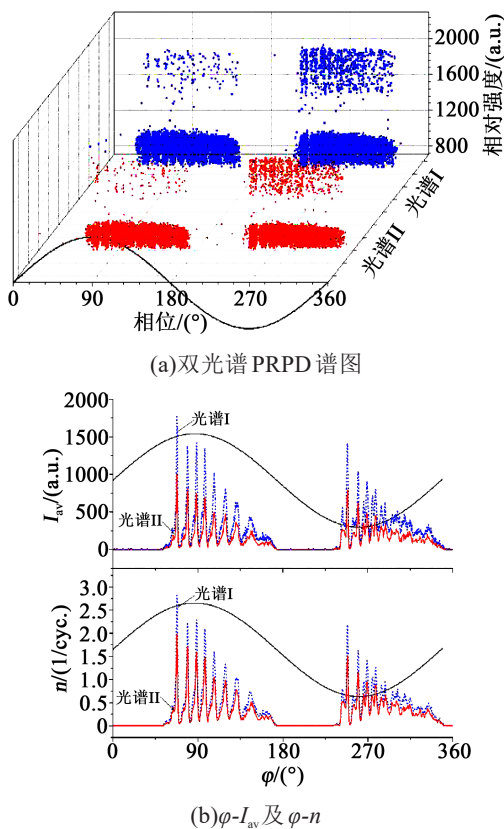 2000
1600
1200
800
相对强度/(a.u.)
光谱I
光谱II
0
90
180
270
360
相位/(°)
(a)双光谱PRPD谱图
2000
1500
1000
500
0
I_av/(a.u.)
光谱I
光谱II
3.0
2.5
2.0
1.5
1.0
0.5
0
n/(1/cyc.)
光谱I
光谱II
0
90
180
270
360
φ/(°)
(b)φ-I_av及φ-n